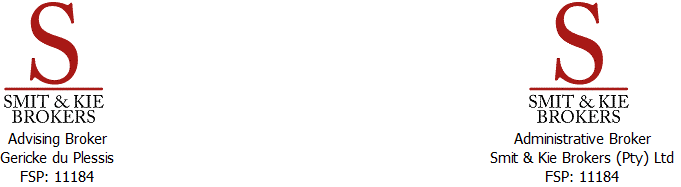 S
SMIT & KIE
BROKERS
Advising Broker
Gericke du Plessis
FSP: 11184
S
SMIT & KIE
BROKERS
Administrative Broker
Smit & Kie Brokers (Pty) Ltd
FSP: 11184